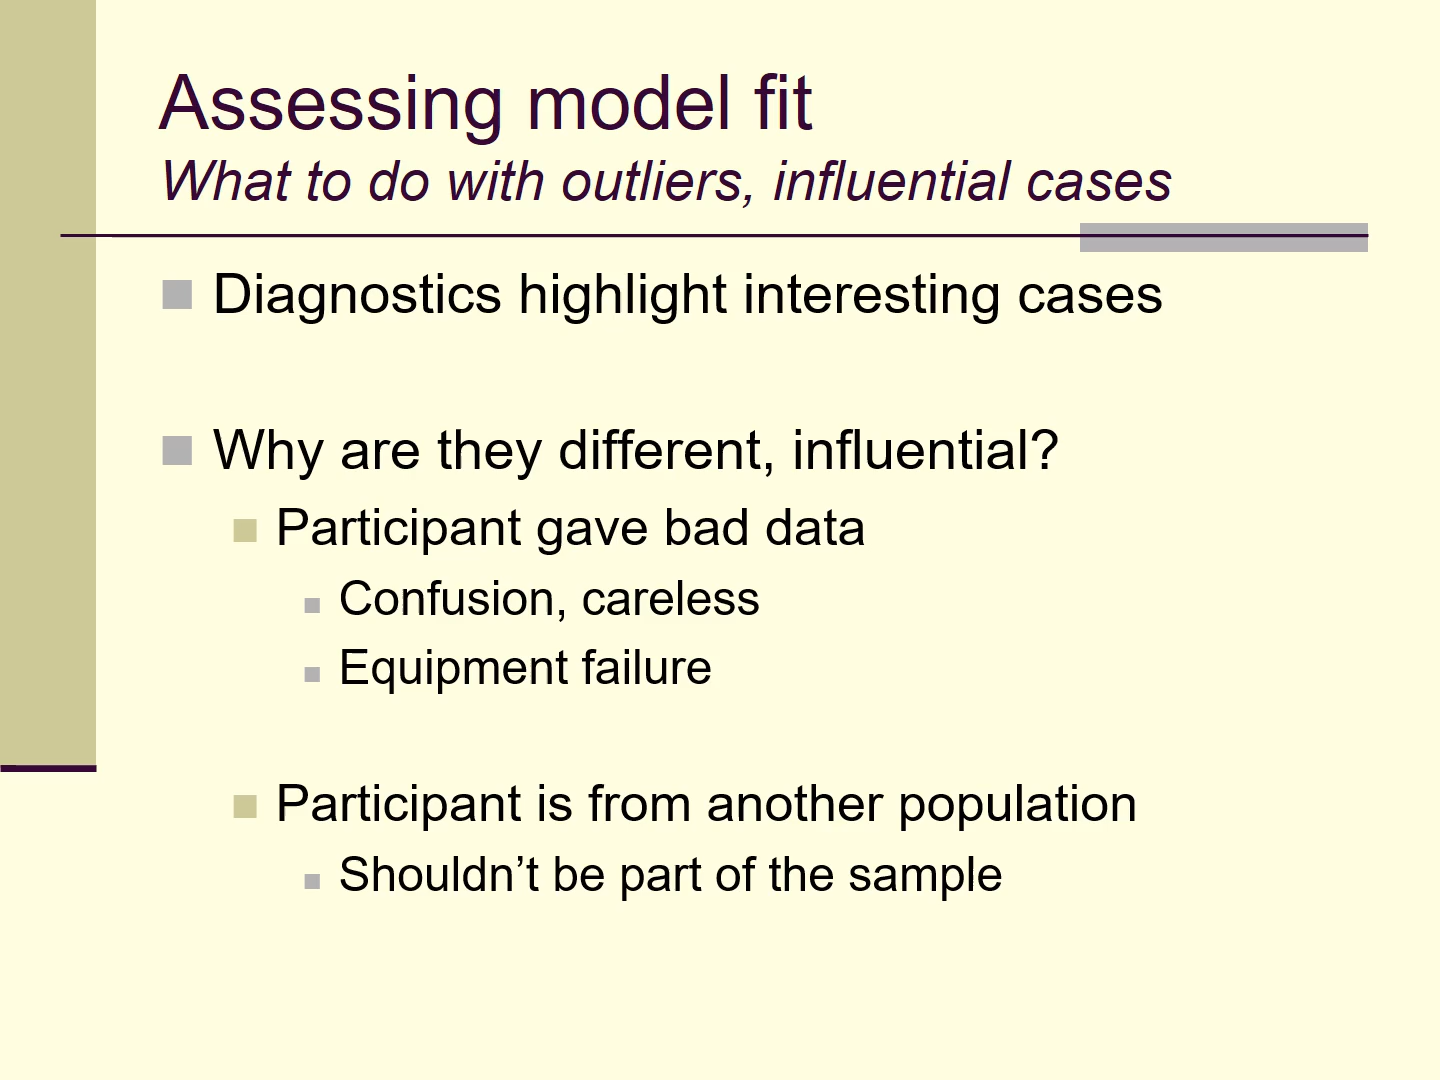 Assessing model fit
What to do with outliers, influential cases
Diagnostics highlight interesting cases
Why are they different, influential?
Participant gave bad data
Confusion, careless
Equipment failure
Participant is from another population
Shouldn’t be part of the sample